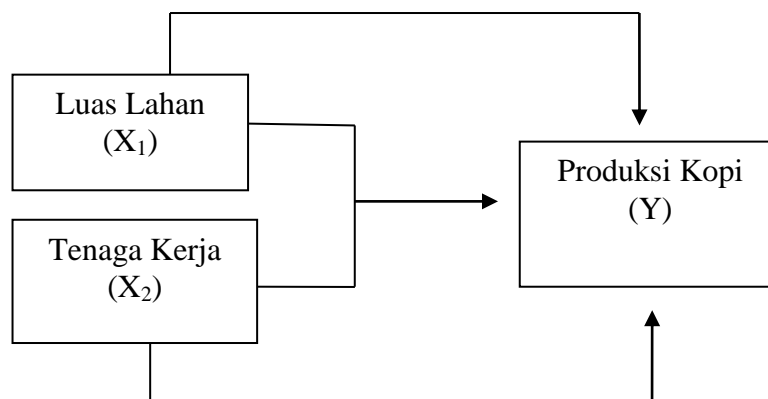 Luas Lahan
(X₁)
Produksi Kopi
(Y)
Tenaga Kerja
(X₂)